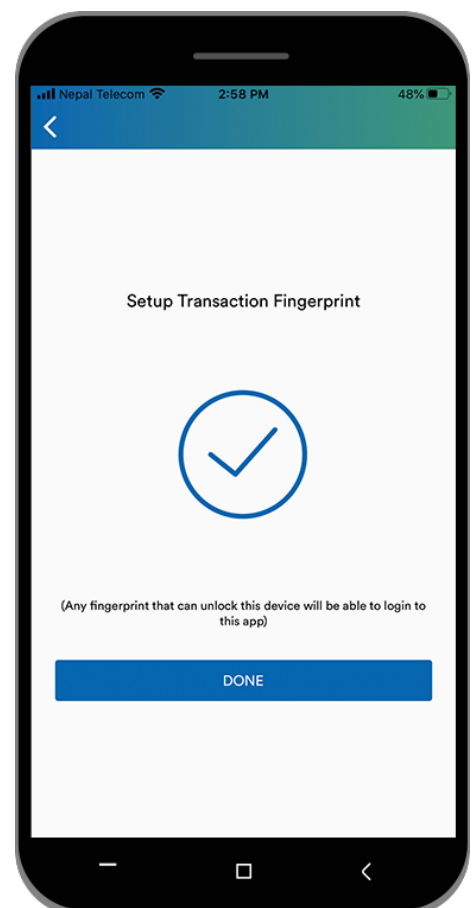 Nepal Telecom 2:58 PM 48%
Setup Transaction Fingerprint
(Any fingerprint that can unlock this device will be able to login to
this app)
DONE